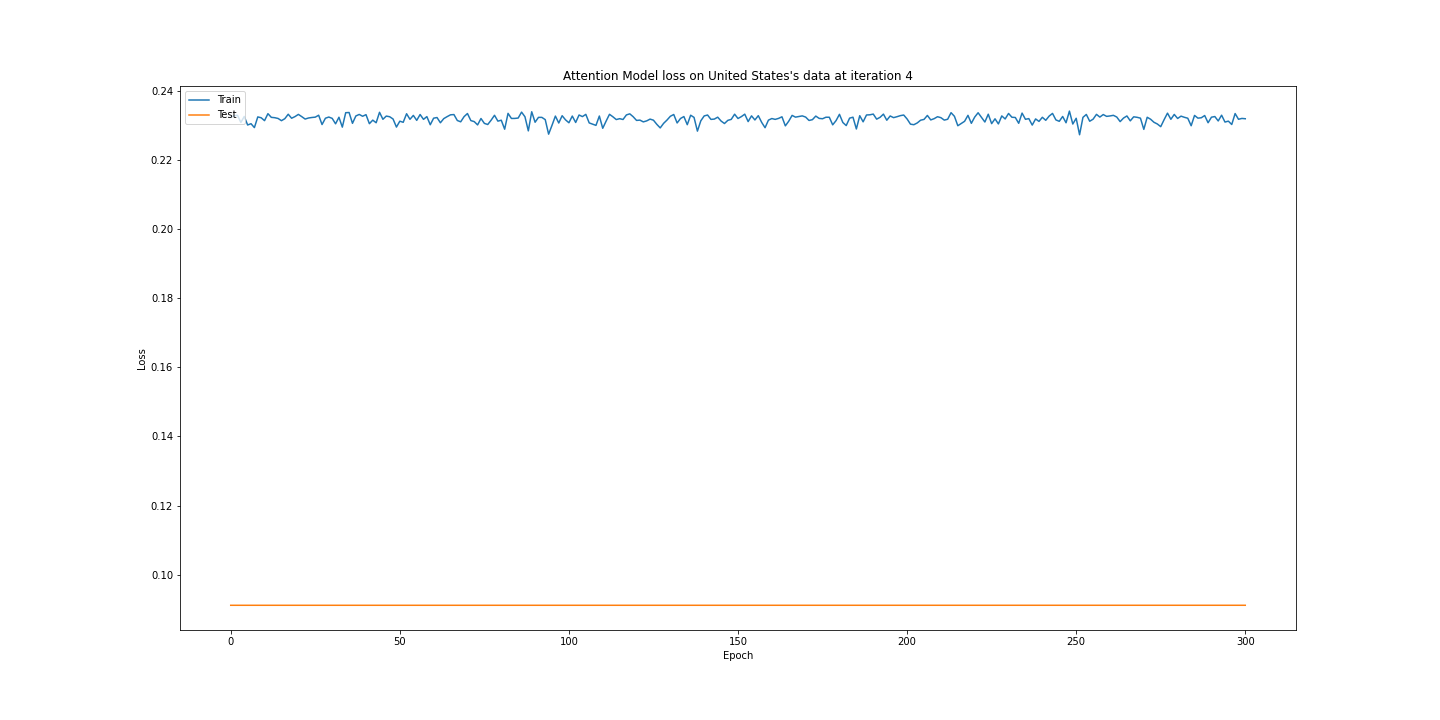 Attention Model loss on United States's data at iteration 4
Train
Test
0.24
0.22
0.20
0.18
0.16
0.14
0.12
0.10
Loss
0 50 100 150 200 250 300
Epoch